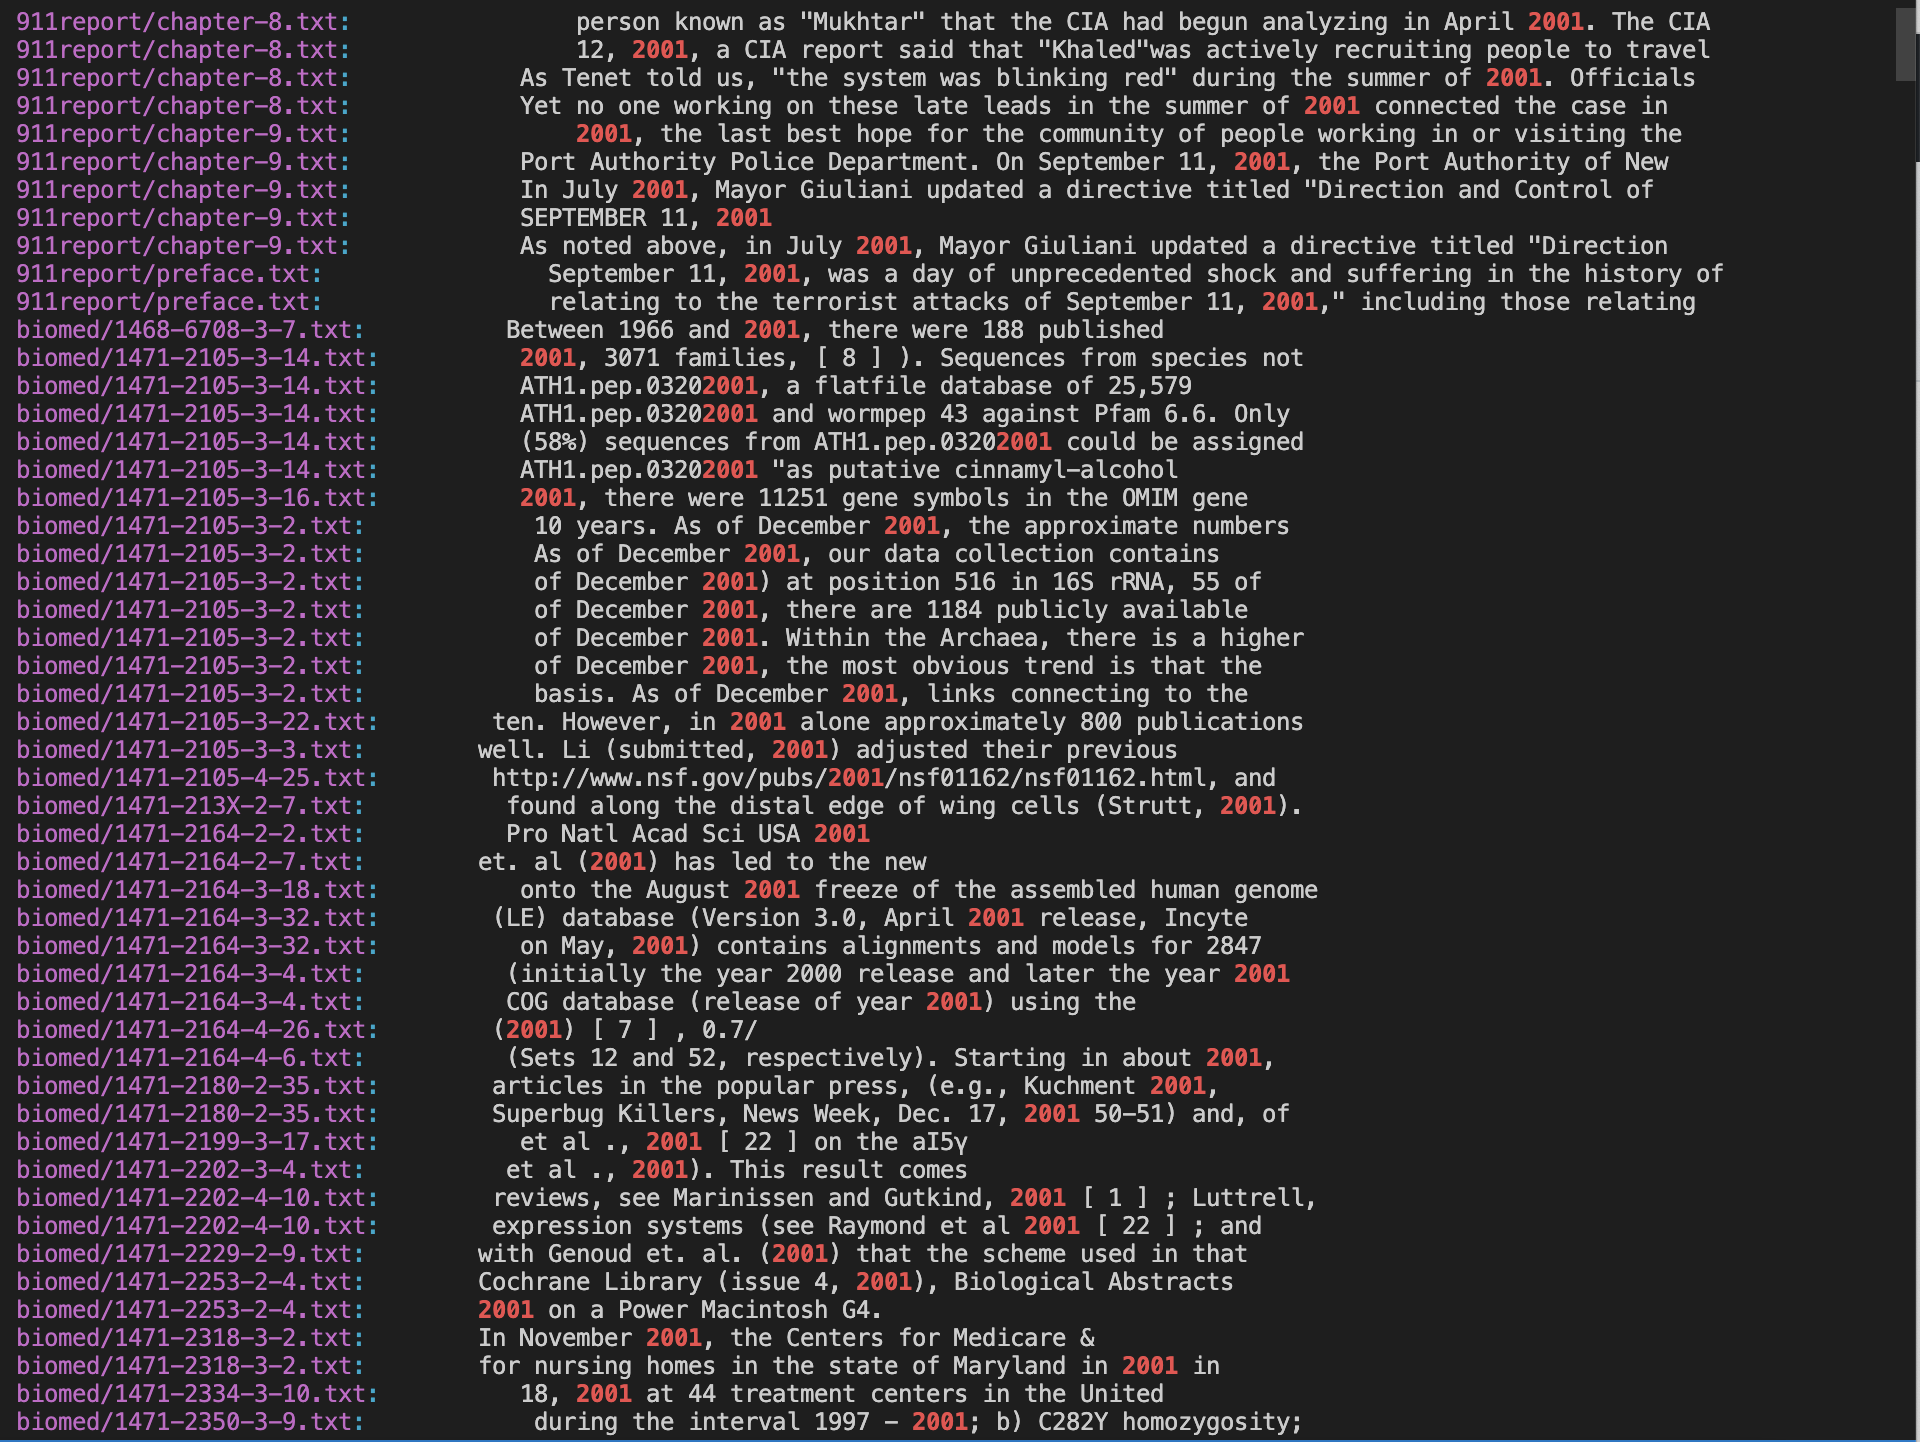 911report/chapter-8.txt: person known as "Mukhtar" that the CIA had begun analyzing in April 2001. The CIA
911report/chapter-8.txt: 12, 2001, a CIA report said that "Khaled"was actively recruiting people to travel
911report/chapter-8.txt: As Tenet told us, "the system was blinking red" during the summer of 2001. Officials
911report/chapter-8.txt: Yet no one working on these late leads in the summer of 2001 connected the case in
911report/chapter-9.txt: 2001, the last best hope for the community of people working in or visiting the
911report/chapter-9.txt: Port Authority Police Department. On September 11, 2001, the Port Authority of New
911report/chapter-9.txt: In July 2001, Mayor Giuliani updated a directive titled "Direction and Control of
911report/chapter-9.txt: SEPTEMBER 11, 2001
911report/chapter-9.txt: As noted above, in July 2001, Mayor Giuliani updated a directive titled "Direction
911report/preface.txt: September 11, 2001, was a day of unprecedented shock and suffering in the history of
911report/preface.txt: relating to the terrorist attacks of September 11, 2001," including those relating
biomed/1468-6708-3-7.txt: Between 1966 and 2001, there were 188 published
biomed/1471-2105-3-14.txt: 2001, 3071 families, [ 8 ] ). Sequences from species not
biomed/1471-2105-3-14.txt: ATH1.pep.03202001, a flatfile database of 25,579
biomed/1471-2105-3-14.txt: ATH1.pep.03202001 and wormpep 43 against Pfam 6.6. Only
biomed/1471-2105-3-14.txt: (58%) sequences from ATH1.pep.03202001 could be assigned
biomed/1471-2105-3-14.txt: ATH1.pep.03202001 "as putative cinnamyl-alcohol
biomed/1471-2105-3-16.txt: 2001, there were 11251 gene symbols in the OMIM gene
biomed/1471-2105-3-2.txt: 10 years. As of December 2001, the approximate numbers
biomed/1471-2105-3-2.txt: As of December 2001, our data collection contains
biomed/1471-2105-3-2.txt: of December 2001) at position 516 in 16S rRNA, 55 of
biomed/1471-2105-3-2.txt: of December 2001, there are 1184 publicly available
biomed/1471-2105-3-2.txt: of December 2001. Within the Archaea, there is a higher
biomed/1471-2105-3-2.txt: of December 2001, the most obvious trend is that the
biomed/1471-2105-3-2.txt: basis. As of December 2001, links connecting to the
biomed/1471-2105-3-22.txt: ten. However, in 2001 alone approximately 800 publications
biomed/1471-2105-3-3.txt: well. Li (submitted, 2001) adjusted their previous
biomed/1471-2105-4-25.txt: http://www.nsf.gov/pubs/2001/nsf01162/nsf01162.html, and
biomed/1471-213X-2-7.txt: found along the distal edge of wing cells (Strutt, 2001).
biomed/1471-2164-2-2.txt: Pro Natl Acad Sci USA 2001
biomed/1471-2164-2-7.txt: et. al (2001) has led to the new
biomed/1471-2164-3-18.txt: onto the August 2001 freeze of the assembled human genome
biomed/1471-2164-3-32.txt: (LE) database (Version 3.0, April 2001 release, Incyte
biomed/1471-2164-3-32.txt: on May, 2001) contains alignments and models for 2847
biomed/1471-2164-3-4.txt: (initially the year 2000 release and later the year 2001
biomed/1471-2164-3-4.txt: COG database (release of year 2001) using the
biomed/1471-2164-4-26.txt: (2001) [ 7 ] , 0.7/
biomed/1471-2164-4-6.txt: (Sets 12 and 52, respectively). Starting in about 2001,
biomed/1471-2180-2-35.txt: articles in the popular press, (e.g., Kuchment 2001,
biomed/1471-2180-2-35.txt: Superbug Killers, News Week, Dec. 17, 2001 50-51) and, of
biomed/1471-2199-3-17.txt: et al ., 2001 [ 22 ] on the aI5γ
biomed/1471-2202-3-4.txt: et al ., 2001). This result comes
biomed/1471-2202-4-10.txt: reviews, see Marinissen and Gutkind, 2001 [ 1 ] ; Luttrell,
biomed/1471-2202-4-10.txt: expression systems (see Raymond et al 2001 [ 22 ] ; and
biomed/1471-2229-2-9.txt: with Genoud et. al. (2001) that the scheme used in that
biomed/1471-2253-2-4.txt: Cochrane Library (issue 4, 2001), Biological Abstracts
biomed/1471-2253-2-4.txt: 2001 on a Power Macintosh G4.
biomed/1471-2318-3-2.txt: In November 2001, the Centers for Medicare &
biomed/1471-2318-3-2.txt: for nursing homes in the state of Maryland in 2001 in
biomed/1471-2334-3-10.txt: 18, 2001 at 44 treatment centers in the United
biomed/1471-2350-3-9.txt: during the interval 1997 - 2001; b) C282Y homozygosity;